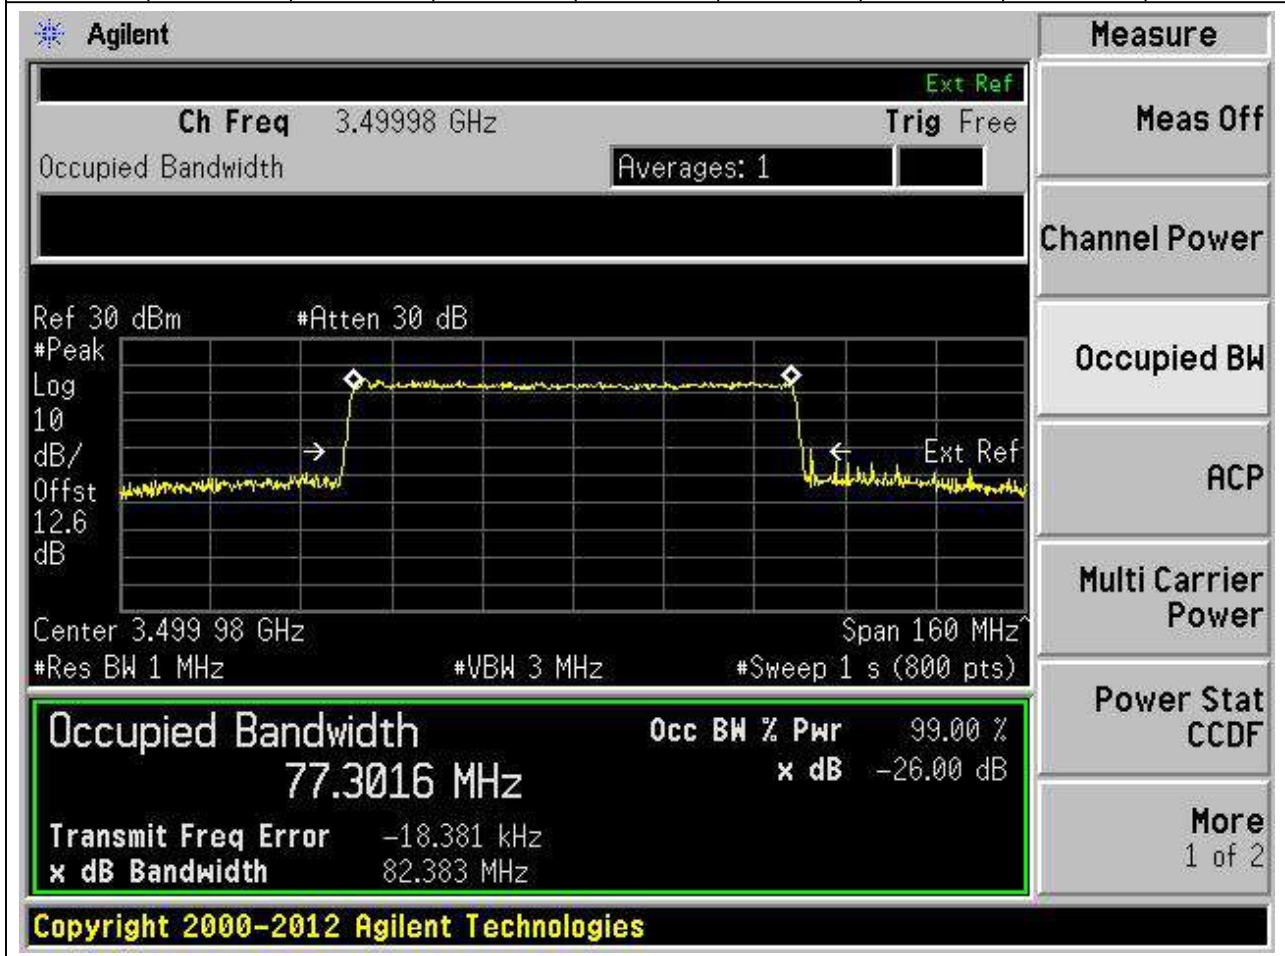 Agilent
Measure
Ext Ref
Ch Freq 3.49998 GHz Trig Free
Occupied Bandwidth Averages: 1
Meas Off
Channel Power
Occupied BW
ACP
Multi Carrier
Power
Power Stat
CCDF
More
1 of 2
Ref 30 dBm #Atten 30 dB
#Peak
Log
10
dB/
Offst
12.6
dB
Ext Ref
Center 3.499 98 GHz Span 160 MHz^
#Res BW 1 MHz #VBW 3 MHz #Sweep 1 s (800 pts)
Occupied Bandwidth Occ BW % Pwr 99.00 %
77.3016 MHz x dB -26.00 dB
Transmit Freq Error -18.381 kHz
x dB Bandwidth 82.383 MHz
Copyright 2000-2012 Agilent Technologies